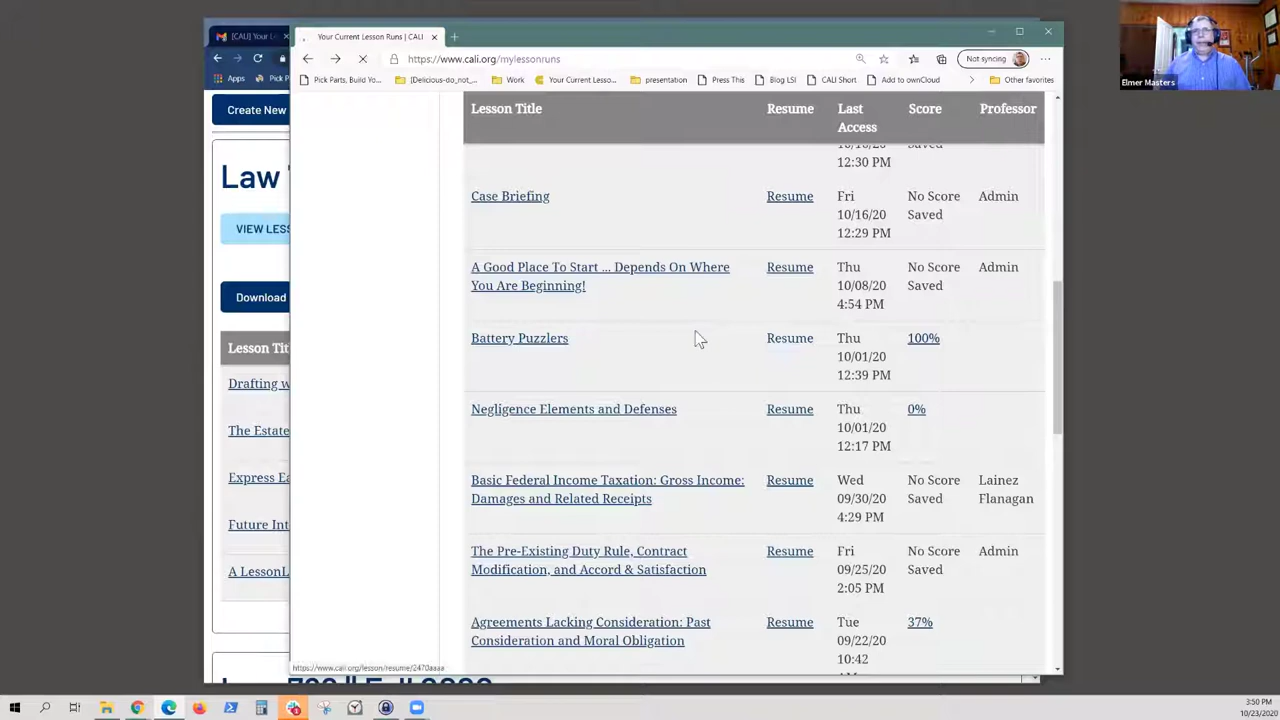 [CALI] Your L
Your Current Lesson Runs | CALI
https://www.cali.org/mylessonruns
Not syncing
Apps
Pick P
Pick Parts, Build Yo...
[Delicious-do_not_...
Work
Your Current Lesso...
presentation
Press This
Blog LSI
CALI Short
Add to ownCloud
Other favorites
Elmer Masters
Create New
Law
VIEW LESS
Download
Lesson Titl
Drafting w
The Estate
Express Ea
Future Int
A LessonL
Lesson Title Resume Last Score Professor
Access
12:30 PM
Case Briefing Resume Fri No Score Admin
10/16/20 Saved
12:29 PM
A Good Place To Start ... Depends On Where Resume Thu No Score Admin
You Are Beginning! 10/08/20 Saved
4:54 PM
Battery Puzzlers Resume Thu 100%
10/01/20
12:39 PM
Negligence Elements and Defenses Resume Thu 0%
10/01/20
12:17 PM
Basic Federal Income Taxation: Gross Income: Resume Wed No Score Lainez
Damages and Related Receipts 09/30/20 Saved Flanagan
4:29 PM
The Pre-Existing Duty Rule, Contract Resume Fri No Score Admin
Modification, and Accord & Satisfaction 09/25/20 Saved
2:05 PM
Agreements Lacking Consideration: Past Resume Tue 37%
Consideration and Moral Obligation 09/22/20
10:42
https://www.cali.org/lesson/resume/2470aaaa
3:50 PM
10/23/2020